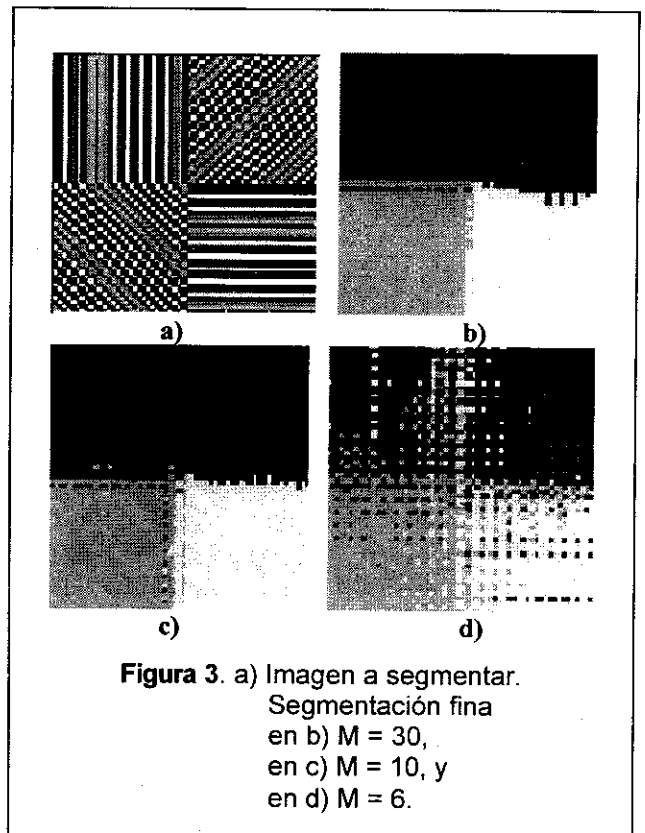 a)
b)
c)
d)
Figura 3. a) Imagen a segmentar.
Segmentación fina
en b) M = 30,
en c) M = 10, y
en d) M = 6.